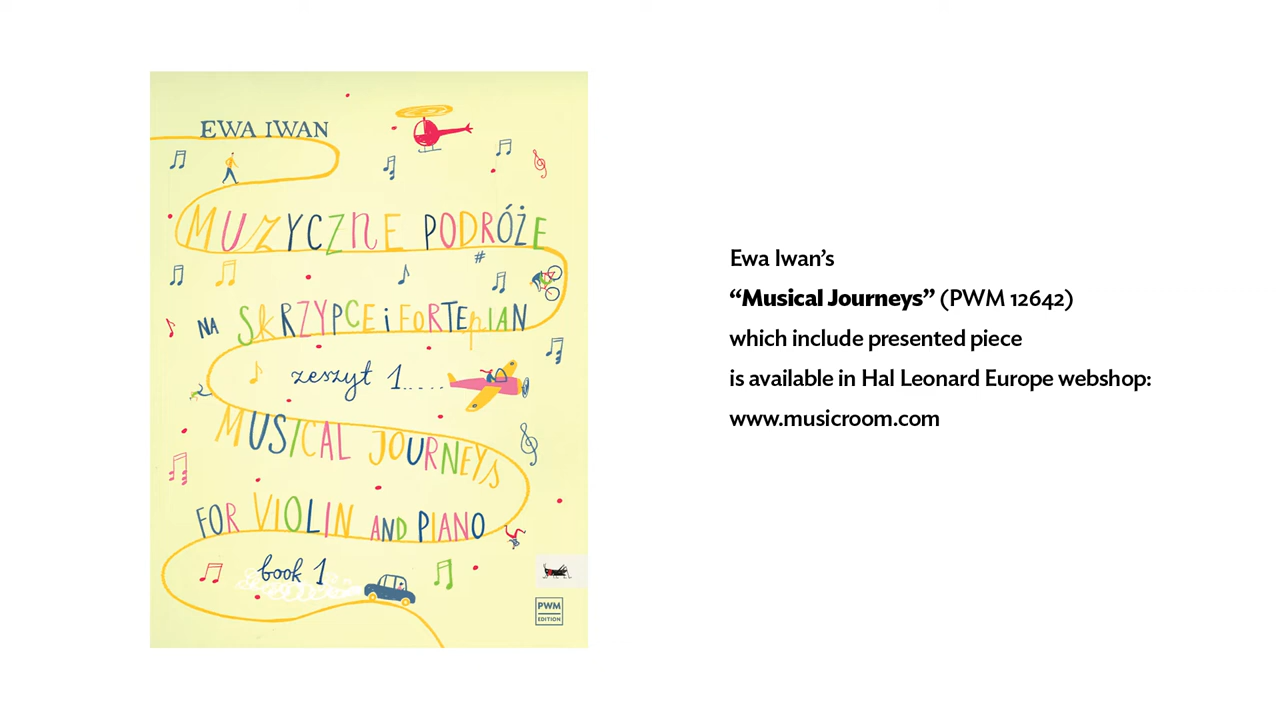 EWA IWAN
MUZYCZNE PODRÓŻE
NA SKRZYPCE i FORTEpIAN
zeszyt 1.....
MUSICAL JOURNEYS
FOR VIOLIN AND PIANO
book 1
PWM
EDITION
Ewa Iwan’s
“Musical Journeys” (PWM 12642)
which include presented piece
is available in Hal Leonard Europe webshop:
www.musicroom.com